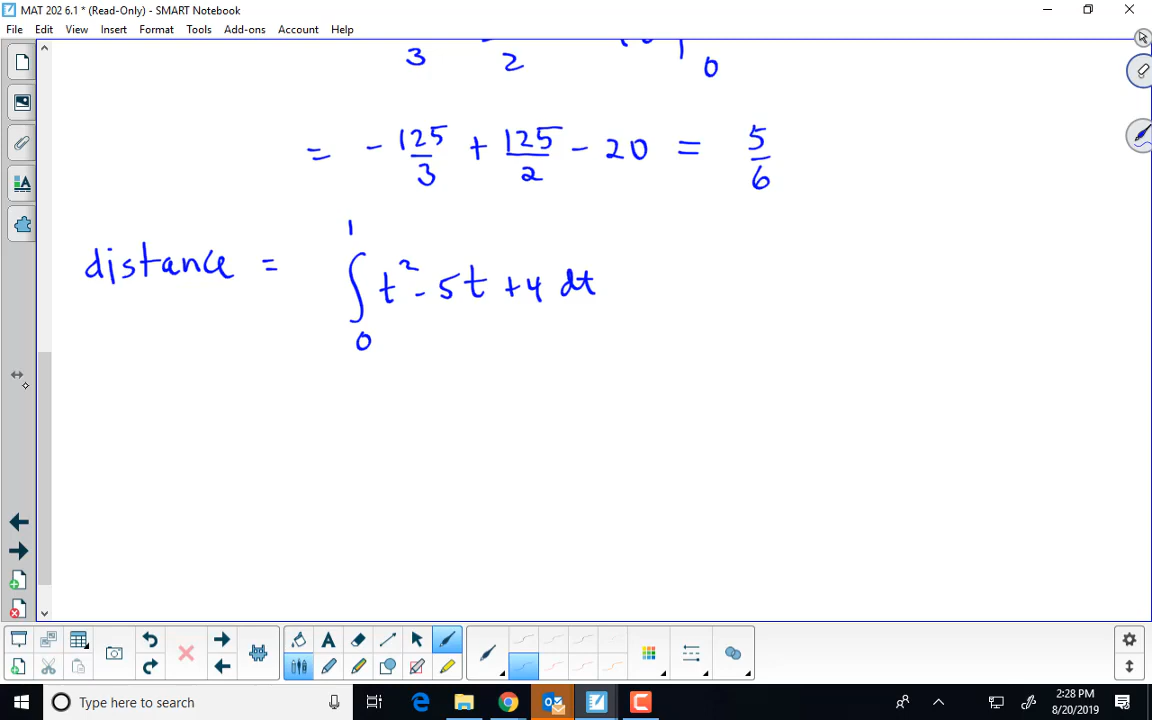 MAT 202 6.1 * (Read-Only) - SMART Notebook
File Edit View Insert Format Tools Add-ons Account Help
3 2 0
= - 125/3 + 125/2 - 20 = 5/6
distance = ∫₀¹ t² - 5t + 4 dt
Type here to search
2:28 PM
8/20/2019